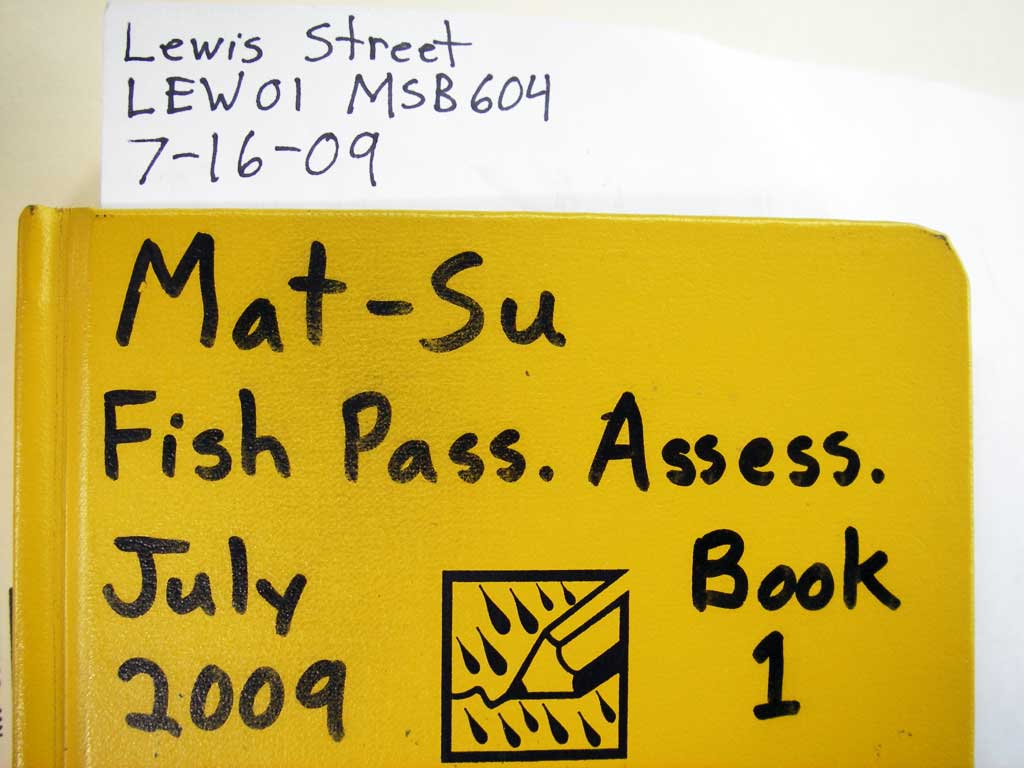 Lewis Street
LEW01 MSB604
7-16-09
Mat-Su
Fish Pass. Assess.
July
2009
Book
1